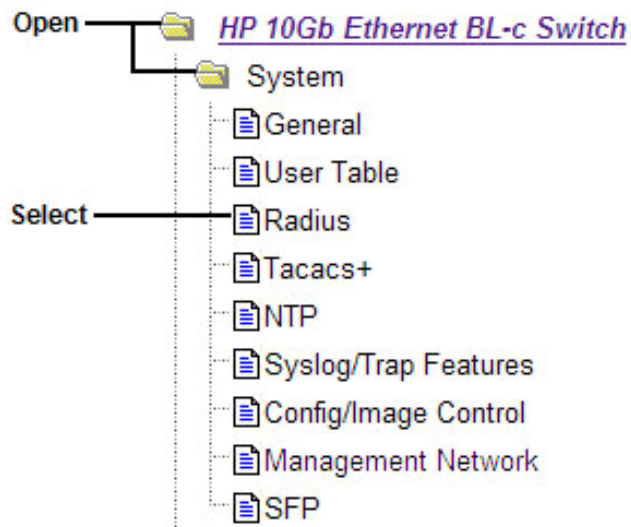 Open HP 10Gb Ethernet BL-c Switch
System
General
User Table
Select Radius
Tacacs+
NTP
Syslog/Trap Features
Config/Image Control
Management Network
SFP